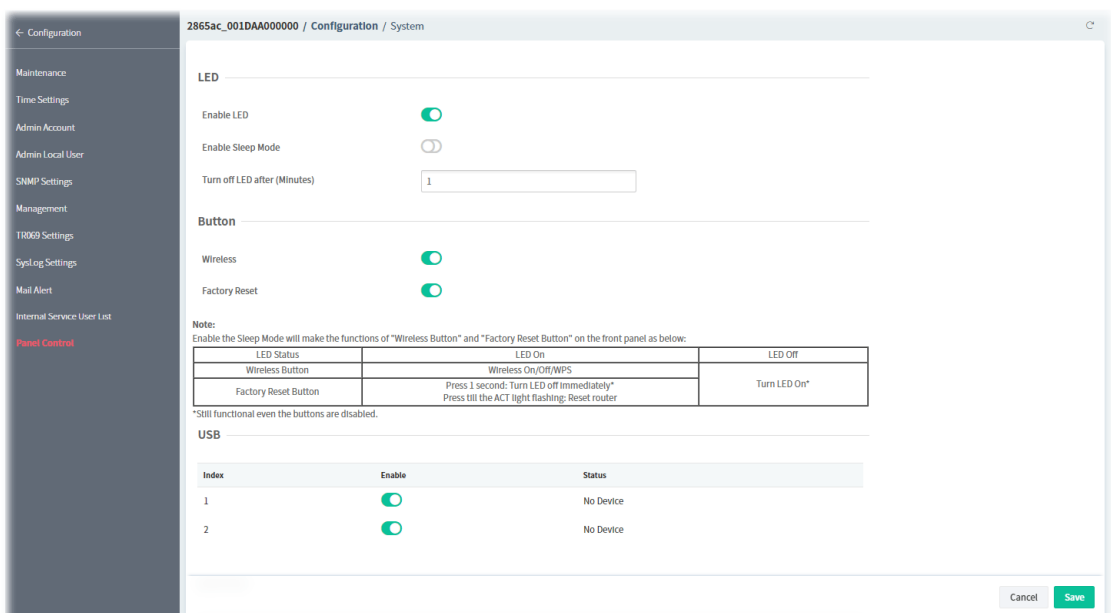 ← Configuration
2865ac_001DAA000000 / Configuration / System
Maintenance
Time Settings
Admin Account
Admin Local User
SNMP Settings
Management
TR069 Settings
SysLog Settings
Mail Alert
Internal Service User List
Panel Control
LED
Enable LED
Enable Sleep Mode
Turn off LED after (Minutes) 1
Button
Wireless
Factory Reset
Note:
Enable the Sleep Mode will make the functions of "Wireless Button" and "Factory Reset Button" on the front panel as below:
LED Status LED On LED Off
Wireless Button Wireless On/Off/WPS
Factory Reset Button Press 1 second: Turn LED off immediately*
Press till the ACT light flashing: Reset router
Turn LED On*
*Still functional even the buttons are disabled.
USB
Index Enable Status
1 No Device
2 No Device
Cancel Save